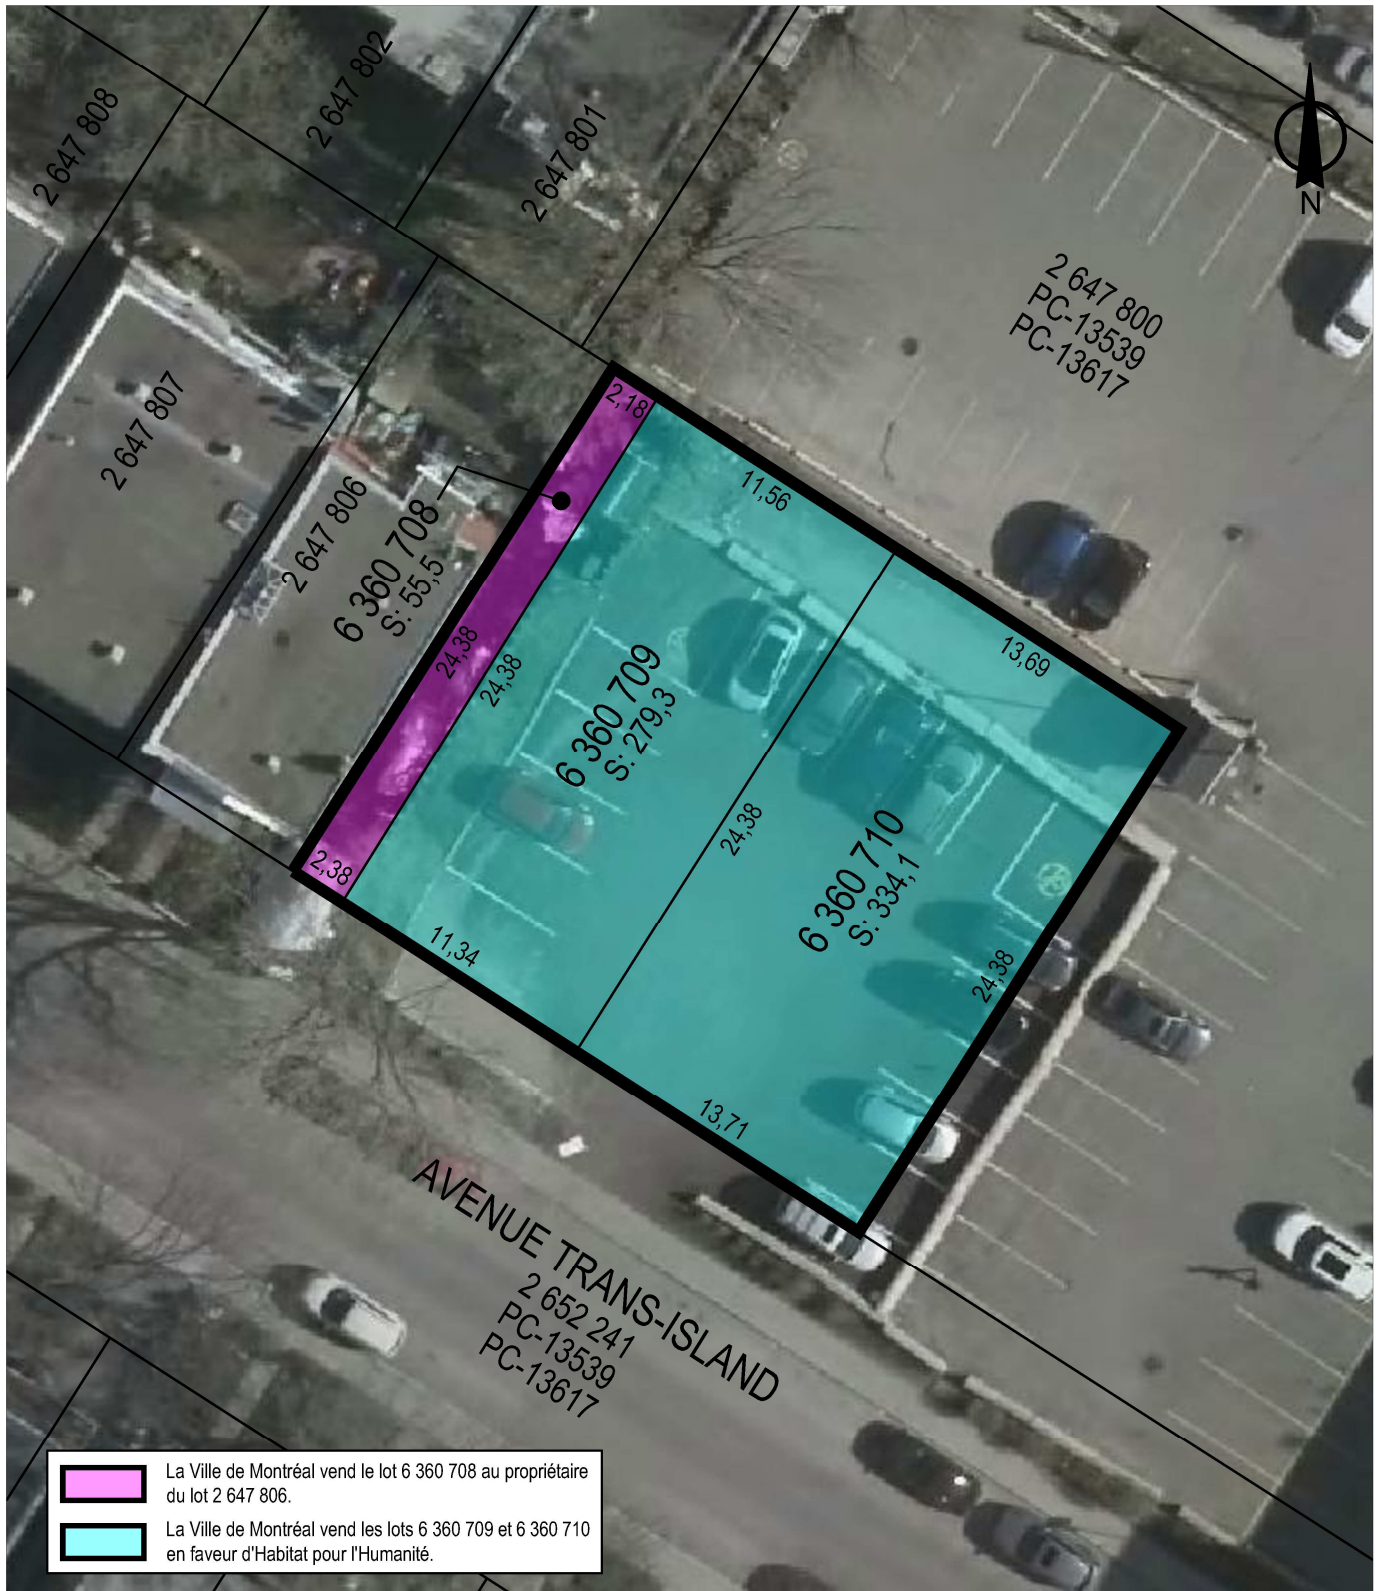 2 647 808
2 647 802
2 647 801
N
2 647 800
PC-13539
PC-13617
2 647 807
2 647 806
6 360 708
S: 55,5
2,18
11,56
13,69
24,38
24,38
6 360 709
S: 279,3
24,38
6 360 710
S: 334,1
24,38
2,38
11,34
13,71
AVENUE TRANS-ISLAND
2 652 241
PC-13539
PC-13617
La Ville de Montréal vend le lot 6 360 708 au propriétaire
du lot 2 647 806.
La Ville de Montréal vend les lots 6 360 709 et 6 360 710
en faveur d'Habitat pour l'Humanité.